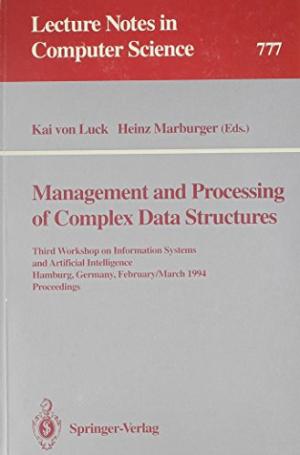 Lecture Notes in
Computer Science 777
Kai von Luck Heinz Marburger (Eds.)
Management and Processing
of Complex Data Structures
Third Workshop on Information Systems
and Artificial Intelligence
Hamburg, Germany, February/March 1994
Proceedings
Springer-Verlag